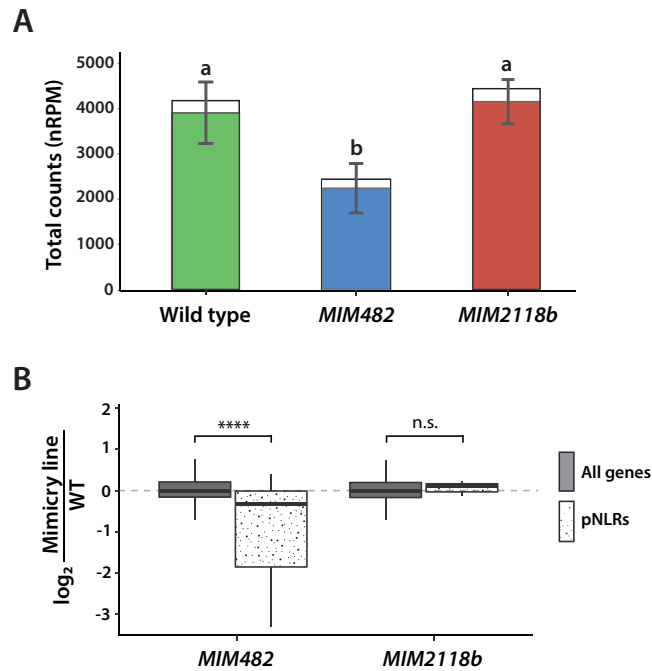 A
Total counts (nRPM)
5000
4000
3000
2000
1000
0
a
b
a
Wild type
MIM482
MIM2118b
B
log2 Mimicry line
WT
2
1
0
-1
-2
-3
****
n.s.
All genes
pNLRs
MIM482
MIM2118b